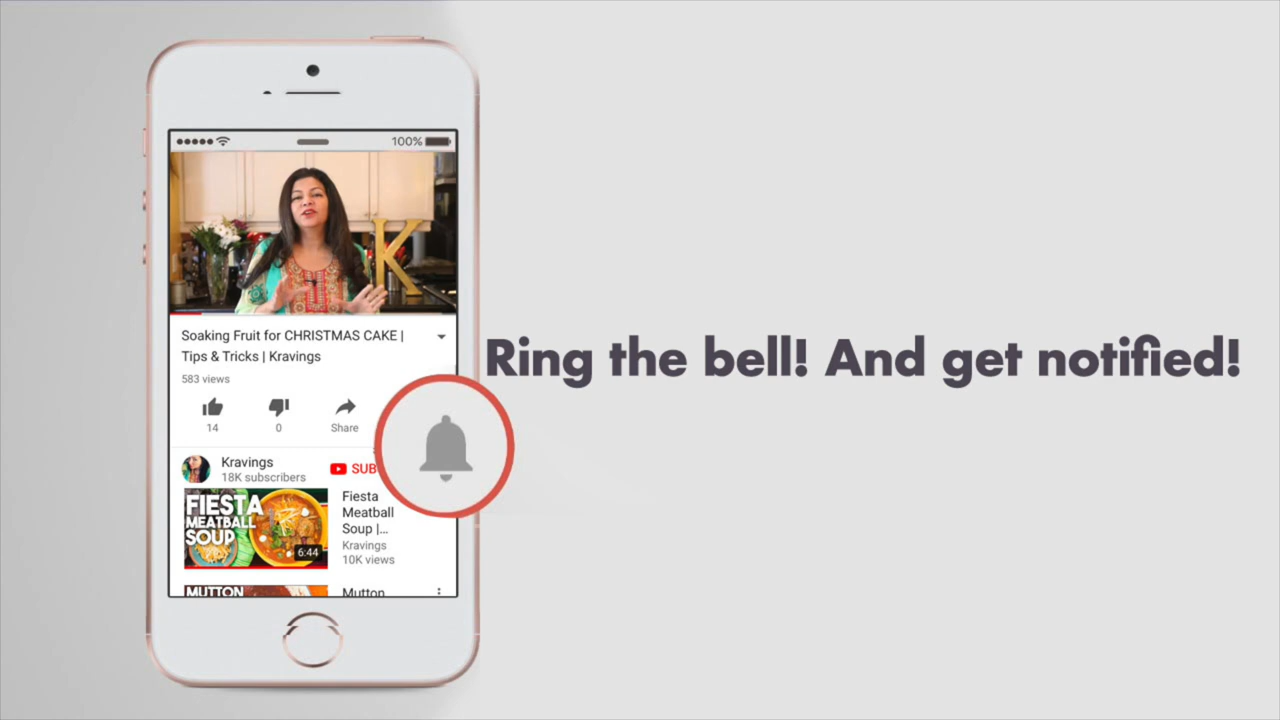 100%
K
Soaking Fruit for CHRISTMAS CAKE |
Tips & Tricks | Kravings
583 views
14
0
Share
Kravings
18K subscribers
SUB
FIESTA
MEATBALL
SOUP
6:44
Fiesta
Meatball
Soup |...
Kravings
10K views
MUTTON
Mutton
Ring the bell! And get notified!